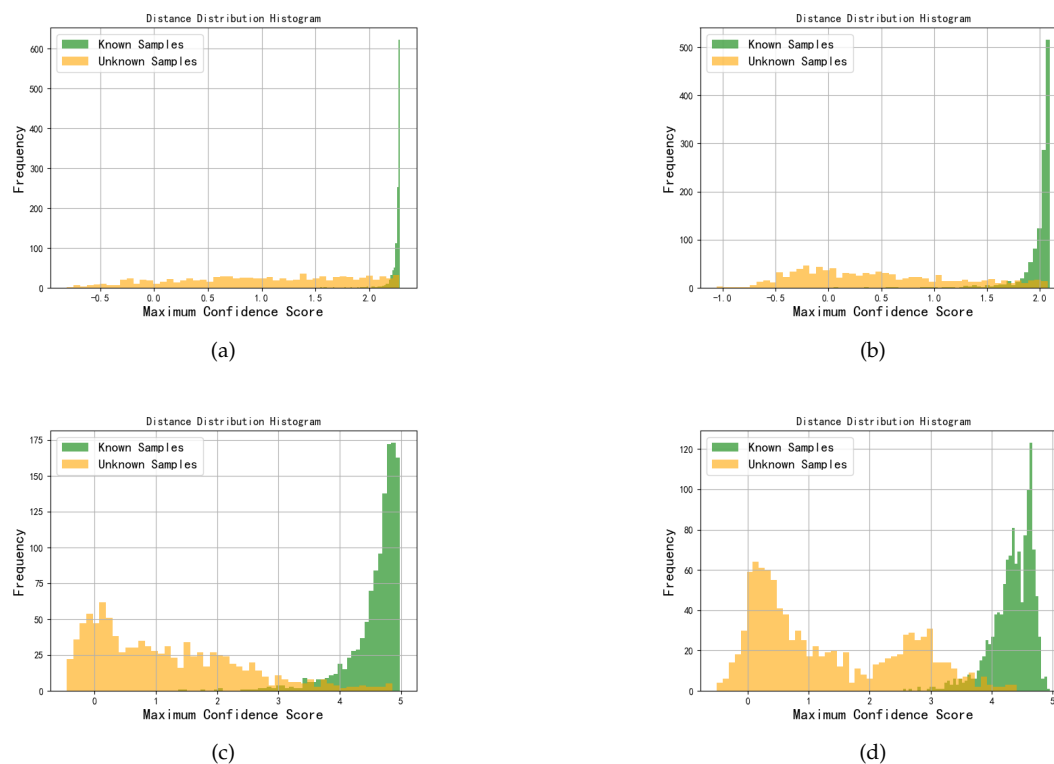 Distance Distribution Histogram
Known Samples
Unknown Samples
Frequency
600
500
400
300
200
100
0
-0.5 0.0 0.5 1.0 1.5 2.0
Maximum Confidence Score
(a)
Distance Distribution Histogram
Known Samples
Unknown Samples
Frequency
500
400
300
200
100
0
-1.0 -0.5 0.0 0.5 1.0 1.5 2.0
Maximum Confidence Score
(b)
Distance Distribution Histogram
Known Samples
Unknown Samples
Frequency
175
150
125
100
75
50
25
0
0 1 2 3 4 5
Maximum Confidence Score
(c)
Distance Distribution Histogram
Known Samples
Unknown Samples
Frequency
120
100
80
60
40
20
0
0 1 2 3 4 5
Maximum Confidence Score
(d)